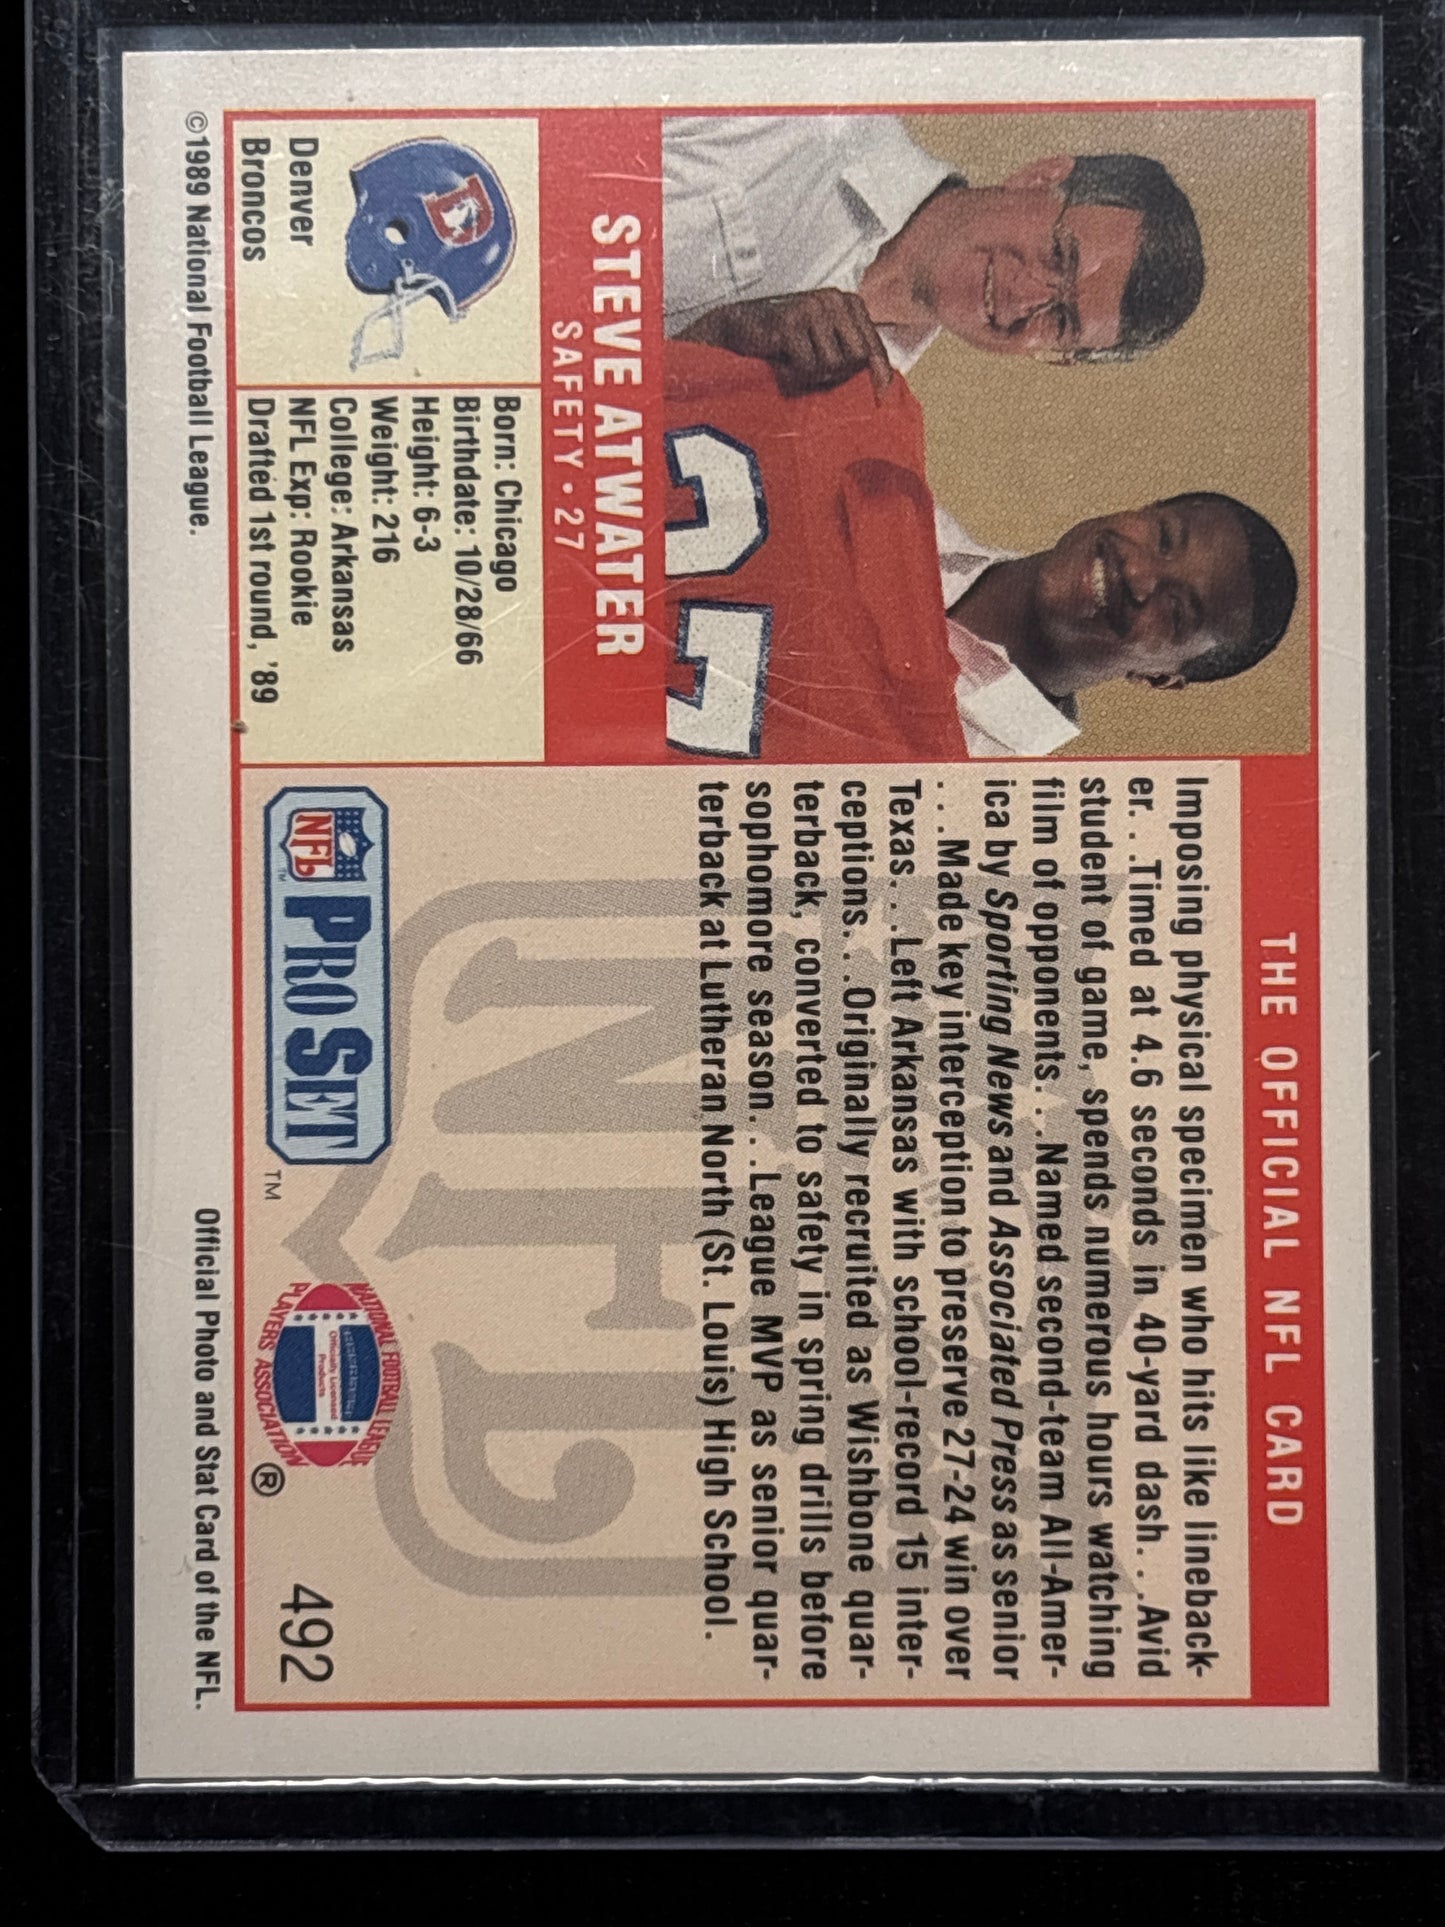 THE OFFICIAL NFL CARD
STEVE ATWATER
SAFETY • 27
Denver
Broncos
Born: Chicago
Birthdate: 10/28/66
Height: 6-3
Weight: 216
College: Arkansas
NFL Exp: Rookie
Drafted 1st round, '89
Imposing physical specimen who hits like lineback-
er. . .Timed at 4.6 seconds in 40-yard dash. . .Avid
student of game, spends numerous hours watching
film of opponents. . .Named second-team All-Amer-
ica by Sporting News and Associated Press as senior
. . .Made key interception to preserve 27-24 win over
Texas. . .Left Arkansas with school-record 15 inter-
ceptions. . .Originally recruited as Wishbone quar-
terback, converted to safety in spring drills before
sophomore season. . .League MVP as senior quar-
terback at Lutheran North (St. Louis) High School.
NFL
NFL PRO SET TM
NATIONAL FOOTBALL LEAGUE
Officially Licensed
Products
PLAYERS ASSOCIATION
®
492
©1989 National Football League.
Official Photo and Stat Card of the NFL.